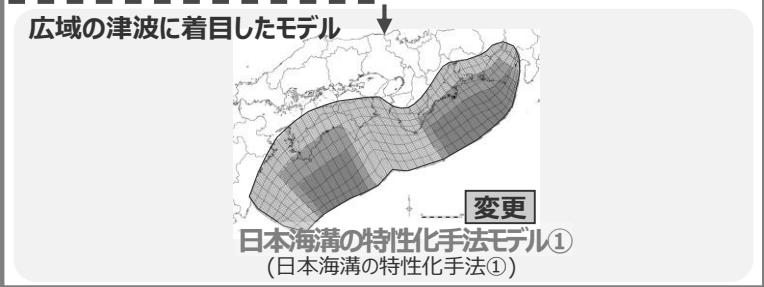 広域の津波に着目したモデル
変更
日本海溝の特性化手法モデル①
(日本海溝の特性化手法①)